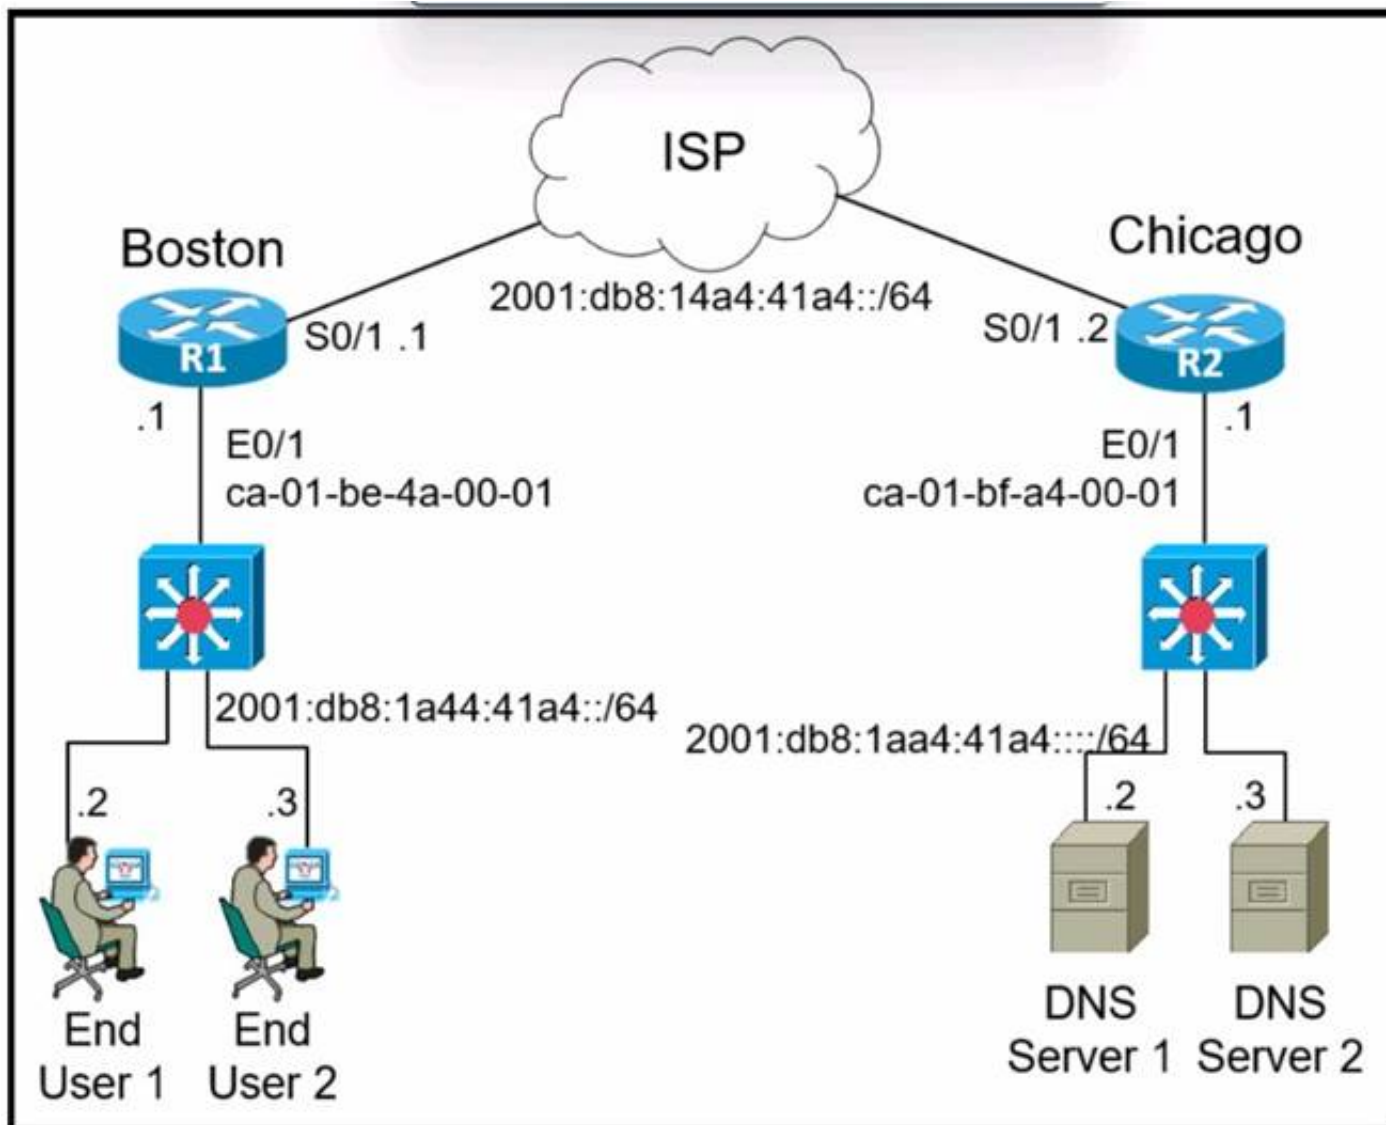 ISP
Boston
Chicago
2001:db8:14a4:41a4::/64
S0/1 .1
S0/1 .2
R1
R2
.1
.1
E0/1
E0/1
ca-01-be-4a-00-01
ca-01-bf-a4-00-01
2001:db8:1a44:41a4::/64
2001:db8:1aa4:41a4::::/64
.2
.3
.2
.3
End
User 1
End
User 2
DNS
Server 1
DNS
Server 2